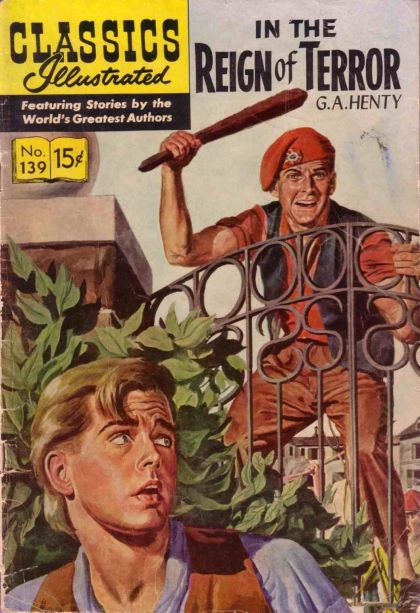 CLASSICS
Illustrated
Featuring Stories by the
World's Greatest Authors
No.
139
15¢
IN THE
REIGN of TERROR
G.A.HENTY